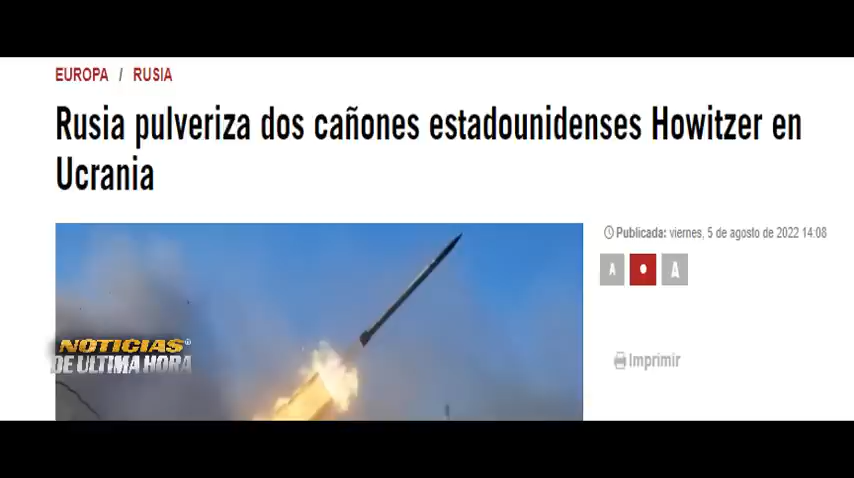 EUROPA / RUSIA
Rusia pulveriza dos cañones estadounidenses Howitzer en
Ucrania
Publicada: viernes, 5 de agosto de 2022 14:08
A A
Imprimir
NOTICIAS®
DE ULTIMA HORA